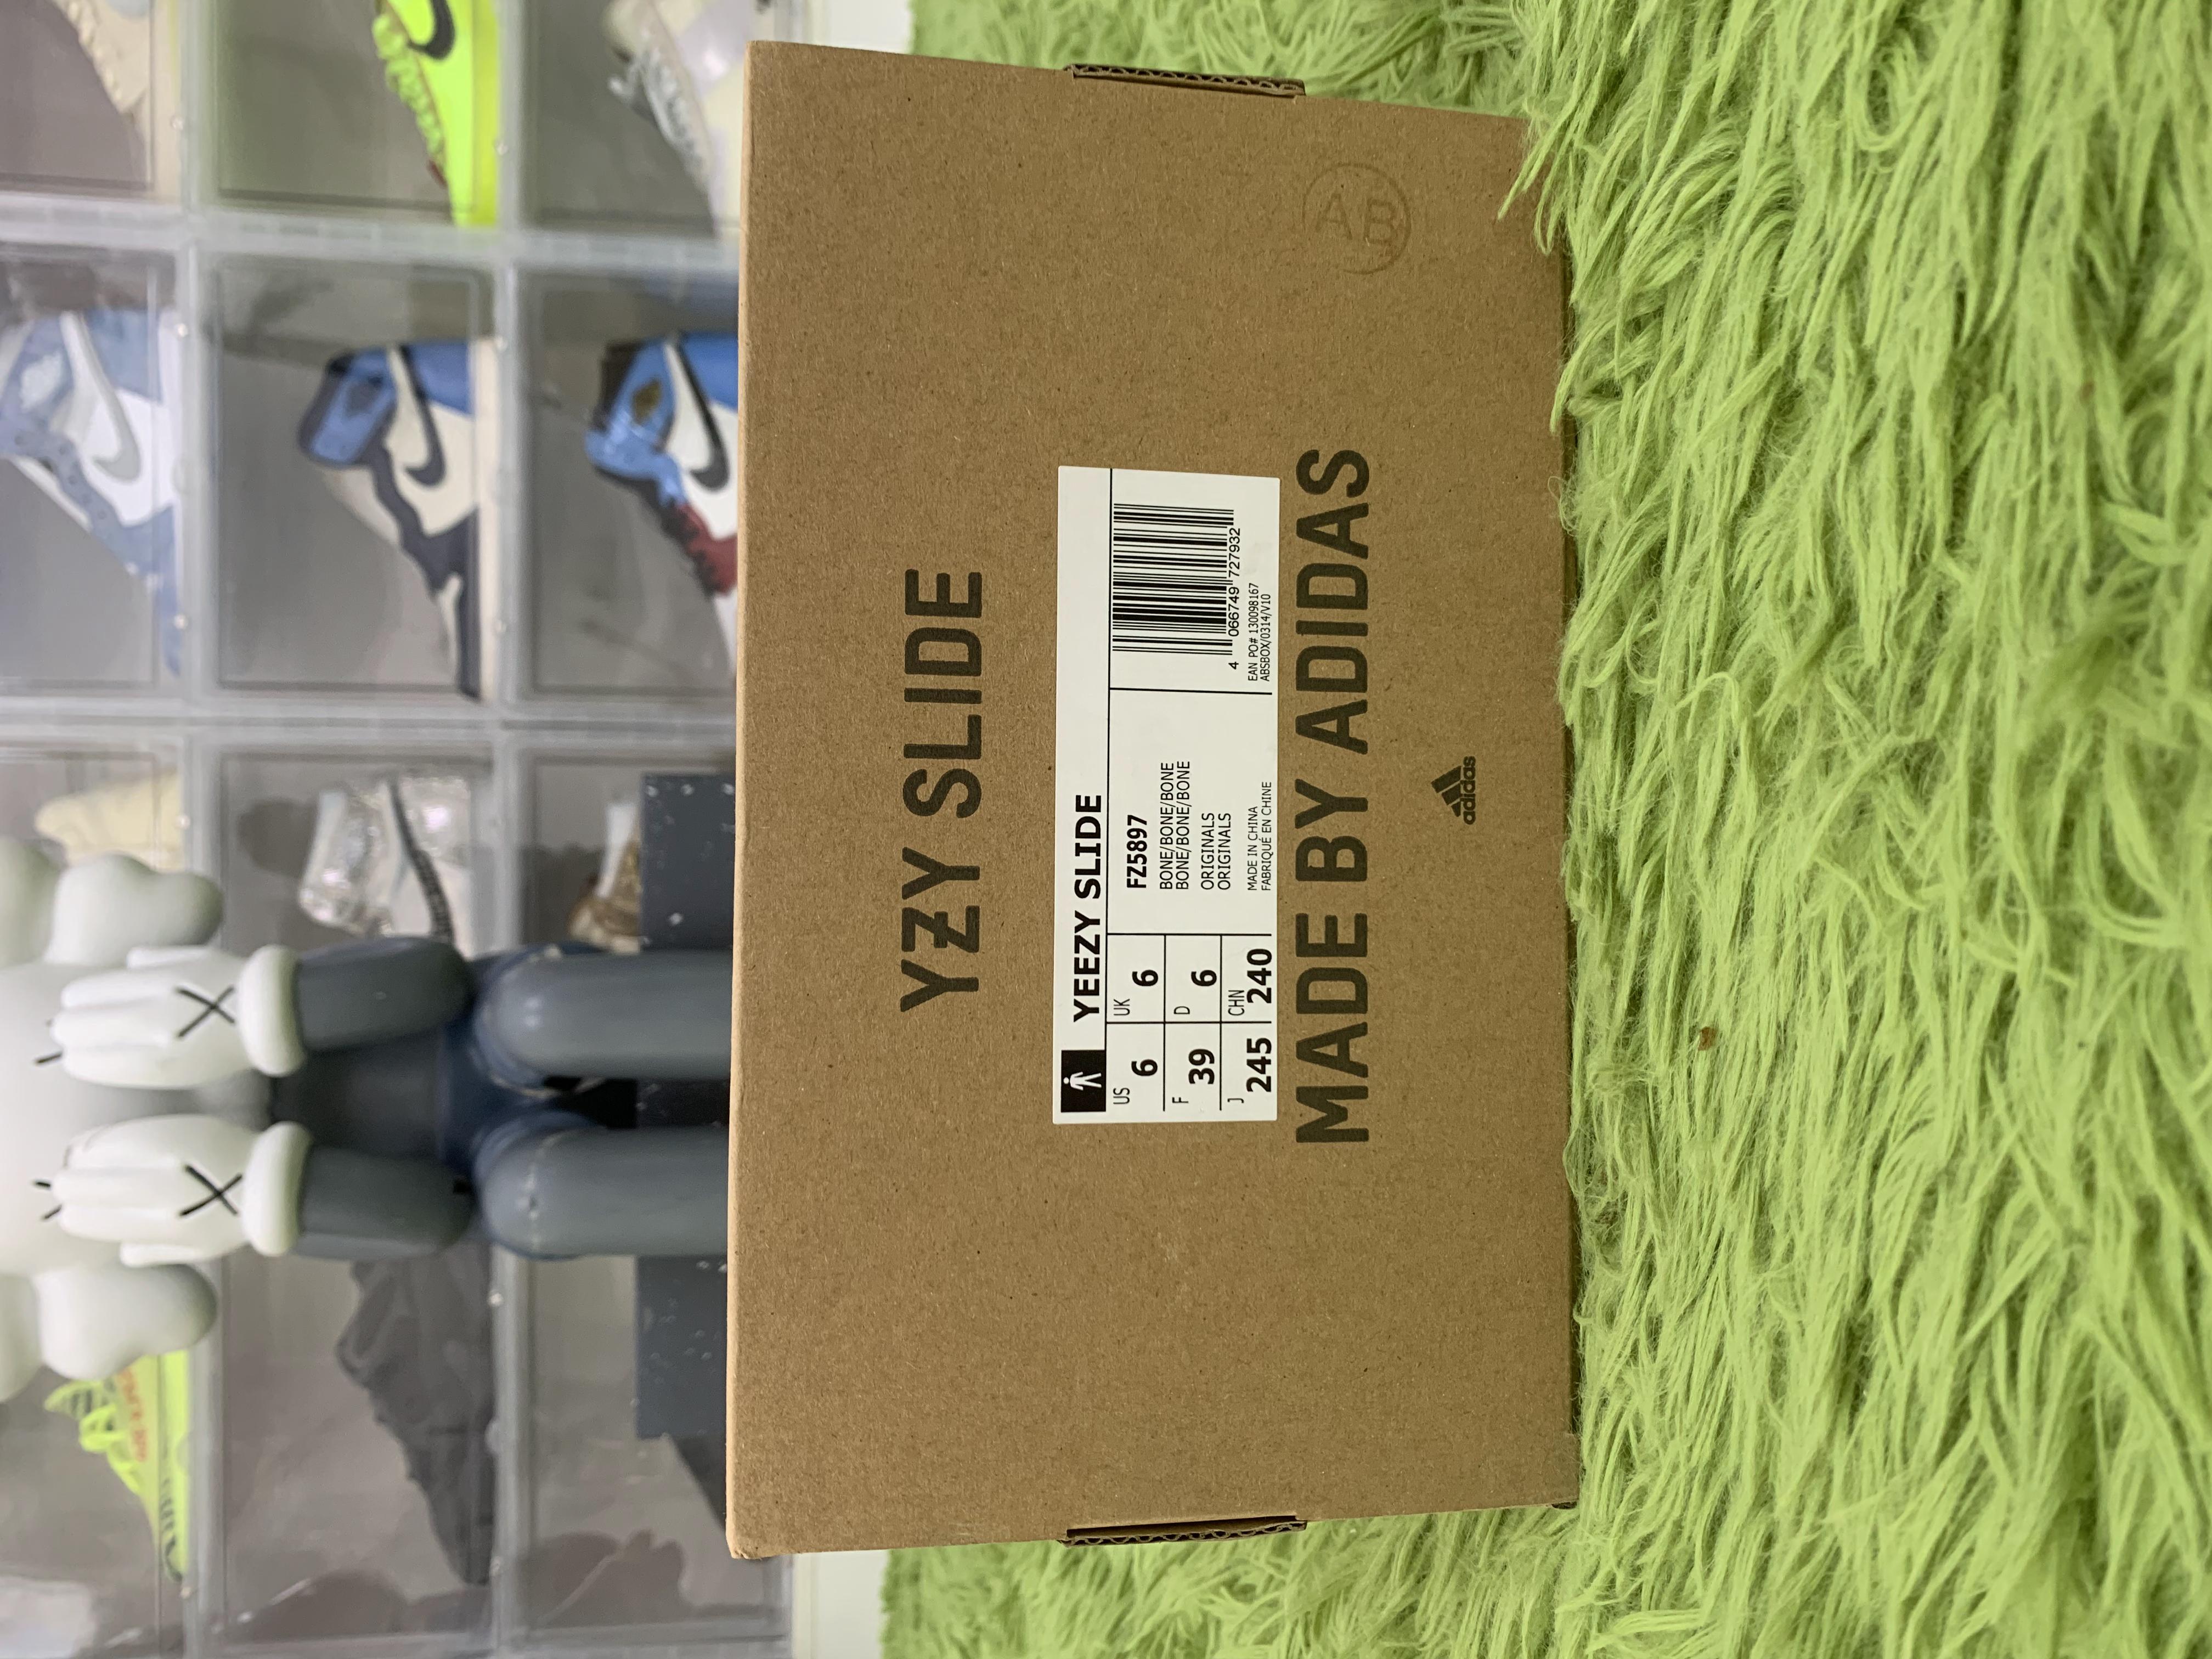 YZY SLIDE
YEEZY SLIDE
US
6
UK
6
F
39
D
6
J
245
CHN
240
FZ5897
BONE/BONE/BONE
BONE/BONE/BONE
ORIGINALS
ORIGINALS
MADE IN CHINA
FABRIQUÉ EN CHINE
4 066749 727932
EAN PO# 130098167
ABSBOX/0314/V10
MADE BY ADIDAS
adidas
AB